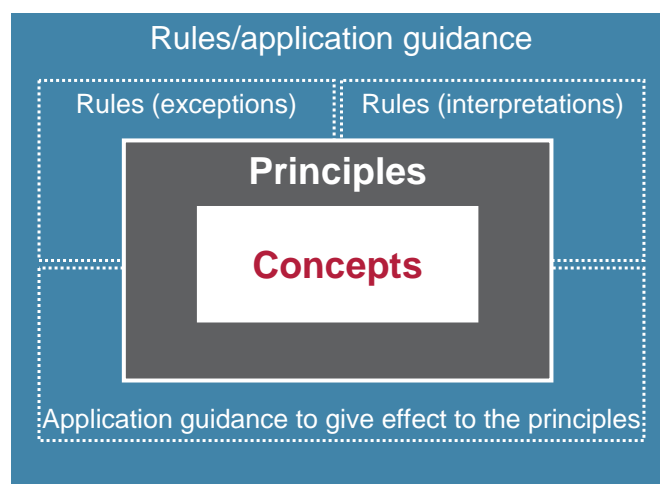 Rules/application guidance
Rules (exceptions)
Rules (interpretations)
Principles
Concepts
Application guidance to give effect to the principles